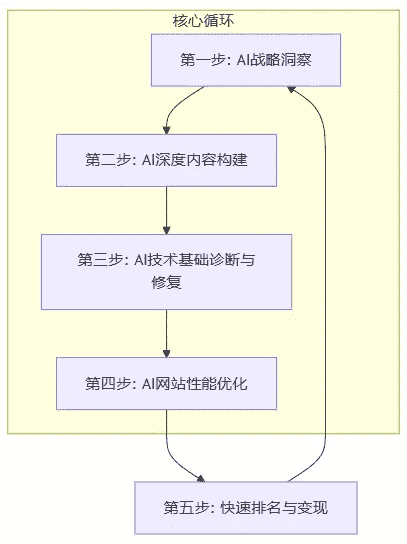 核心循环
第一步: AI战略洞察
第二步: AI深度内容构建
第三步: AI技术基础诊断与
修复
第四步: AI网站性能优化
第五步: 快速排名与变现